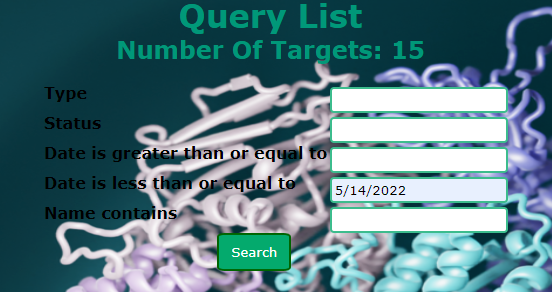 Query List
Number Of Targets: 15
Type
Status
Date is greater than or equal to
Date is less than or equal to 5/14/2022
Name contains
Search